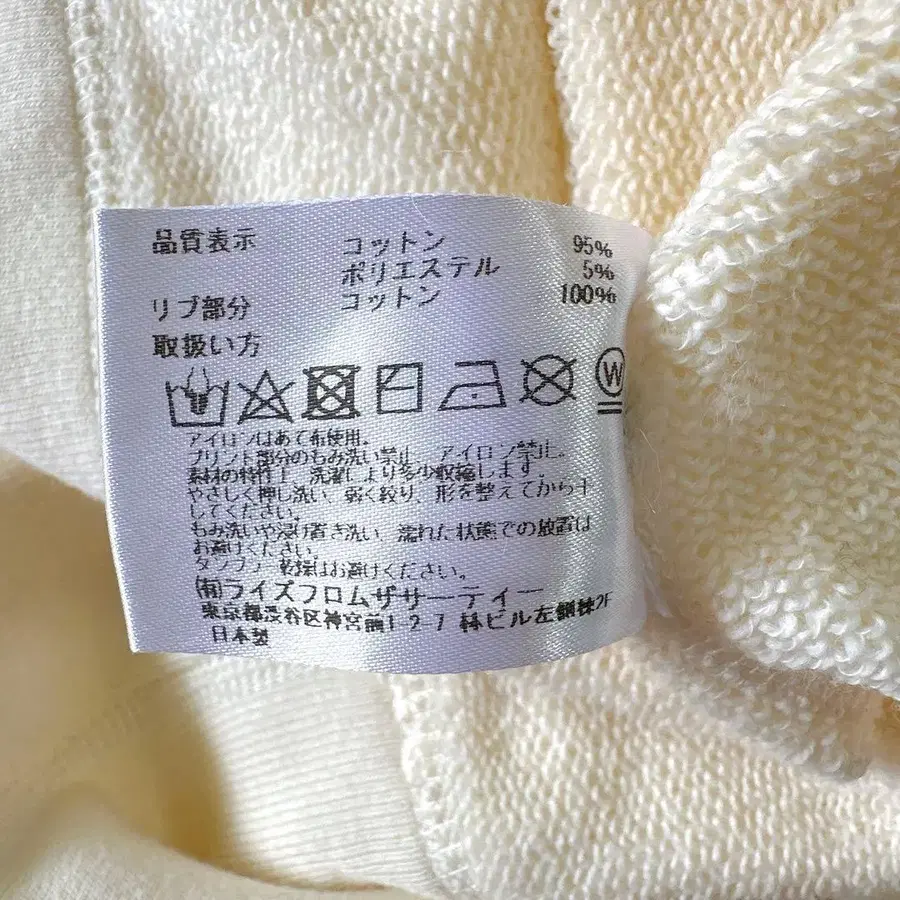 品質表示 コットン 95%
ポリエステル 5%
リブ部分 コットン 100%
取扱い方
W
アイロンはあて布使用。
プリント部分のもみ洗い禁止、アイロン禁止。
素材の特性上、洗濯により多少収縮します。
やさしく押し洗い、弱く絞り、形を整えてから干
してください。
もみ洗いや浸け置き洗い、濡れた状態での放置は
お避けください。
タンブラー乾燥はお避けください。
(有)ライズフロムザサーティー
東京都渋谷区神宮前1-2-7 林ビル左側棟2F
日本製